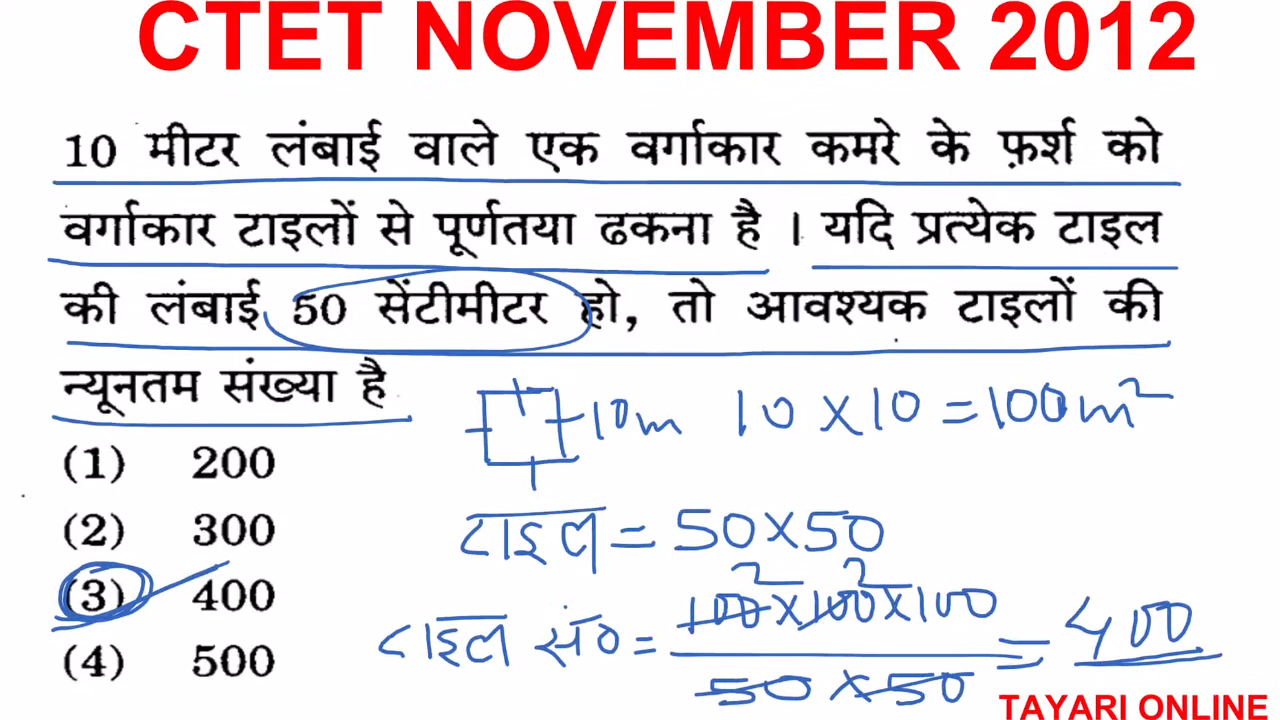 CTET NOVEMBER 2012
10 मीटर लंबाई वाले एक वर्गाकार कमरे के फ़र्श को
वर्गाकार टाइलों से पूर्णतया ढकना है । यदि प्रत्येक टाइल
की लंबाई 50 सेंटीमीटर हो, तो आवश्यक टाइलों की
न्यूनतम संख्या है
10m 10 X 10 = 100m²
(1) 200
टाइल = 50 X 50
(2) 300
2 2
(3) 400
100 X 100 X 100
टाइल सं० = = 400
50 X 50
(4) 500
TAYARI ONLINE